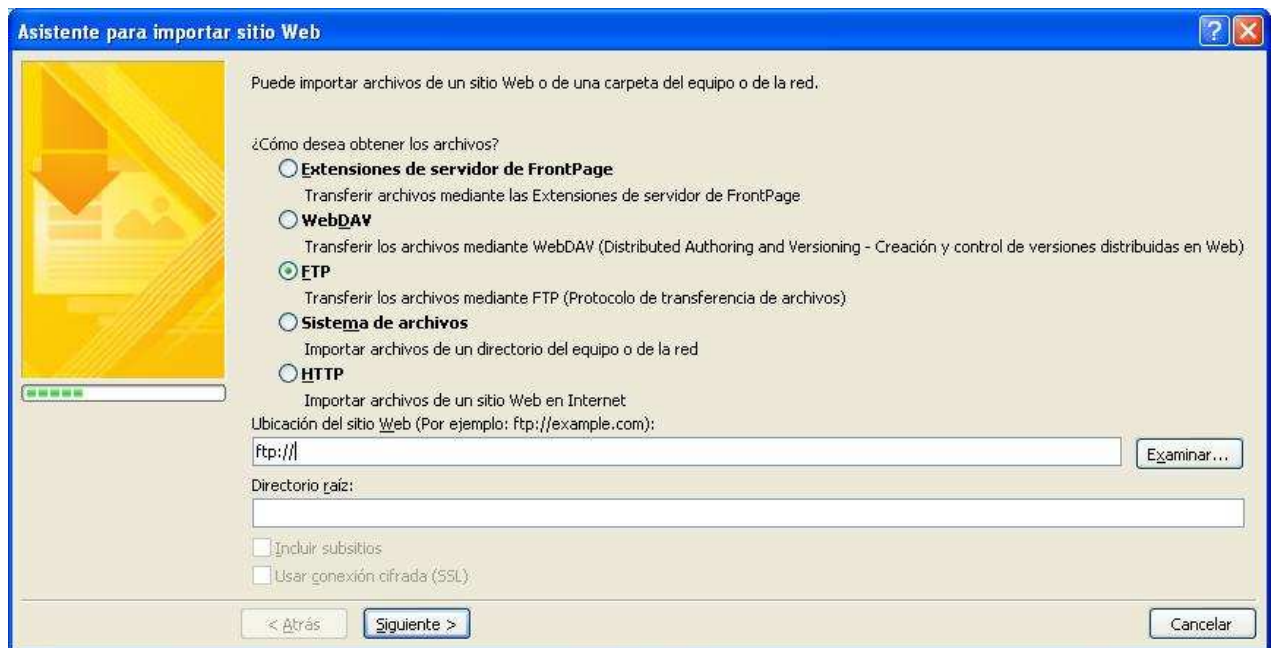 Asistente para importar sitio Web
Puede importar archivos de un sitio Web o de una carpeta del equipo o de la red.
¿Cómo desea obtener los archivos?
Extensiones de servidor de FrontPage
Transferir archivos mediante las Extensiones de servidor de FrontPage
WebDAV
Transferir los archivos mediante WebDAV (Distributed Authoring and Versioning - Creación y control de versiones distribuidas en Web)
FTP
Transferir los archivos mediante FTP (Protocolo de transferencia de archivos)
Sistema de archivos
Importar archivos de un directorio del equipo o de la red
HTTP
Importar archivos de un sitio Web en Internet
Ubicación del sitio Web (Por ejemplo: ftp://example.com):
ftp://
Examinar...
Directorio raíz:
Incluir subsitios
Usar conexión cifrada (SSL)
< Atrás
Siguiente >
Cancelar